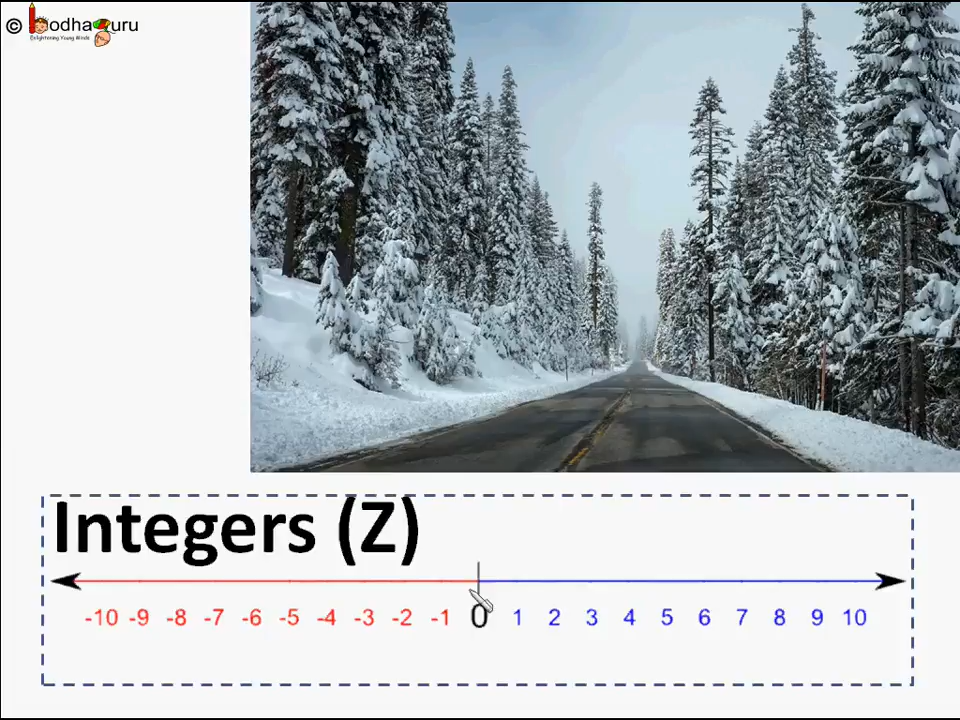 © BodhaGuru
Enlightening Young Minds
Integers (Z)
-10 -9 -8 -7 -6 -5 -4 -3 -2 -1 0 1 2 3 4 5 6 7 8 9 10